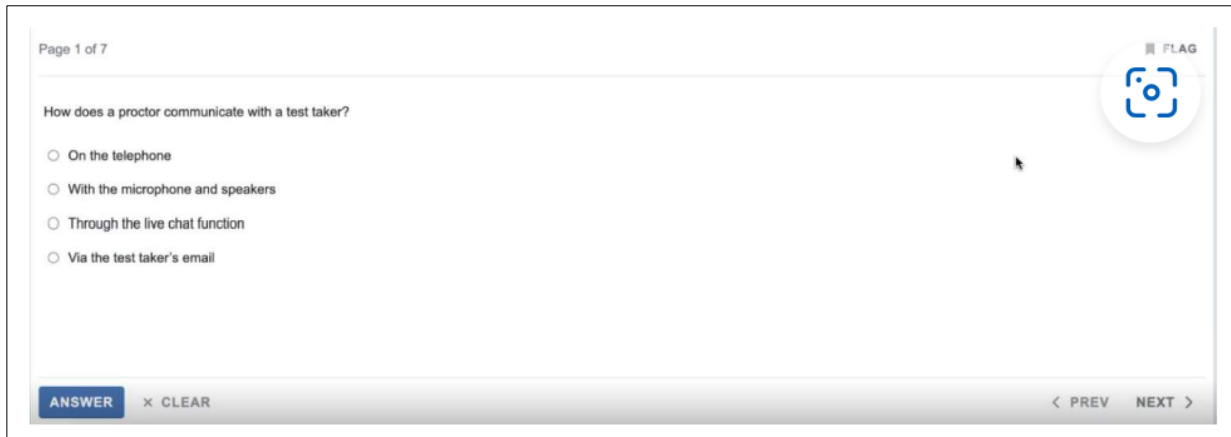 Page 1 of 7
FLAG
How does a proctor communicate with a test taker?
On the telephone
With the microphone and speakers
Through the live chat function
Via the test taker's email
ANSWER × CLEAR < PREV NEXT >